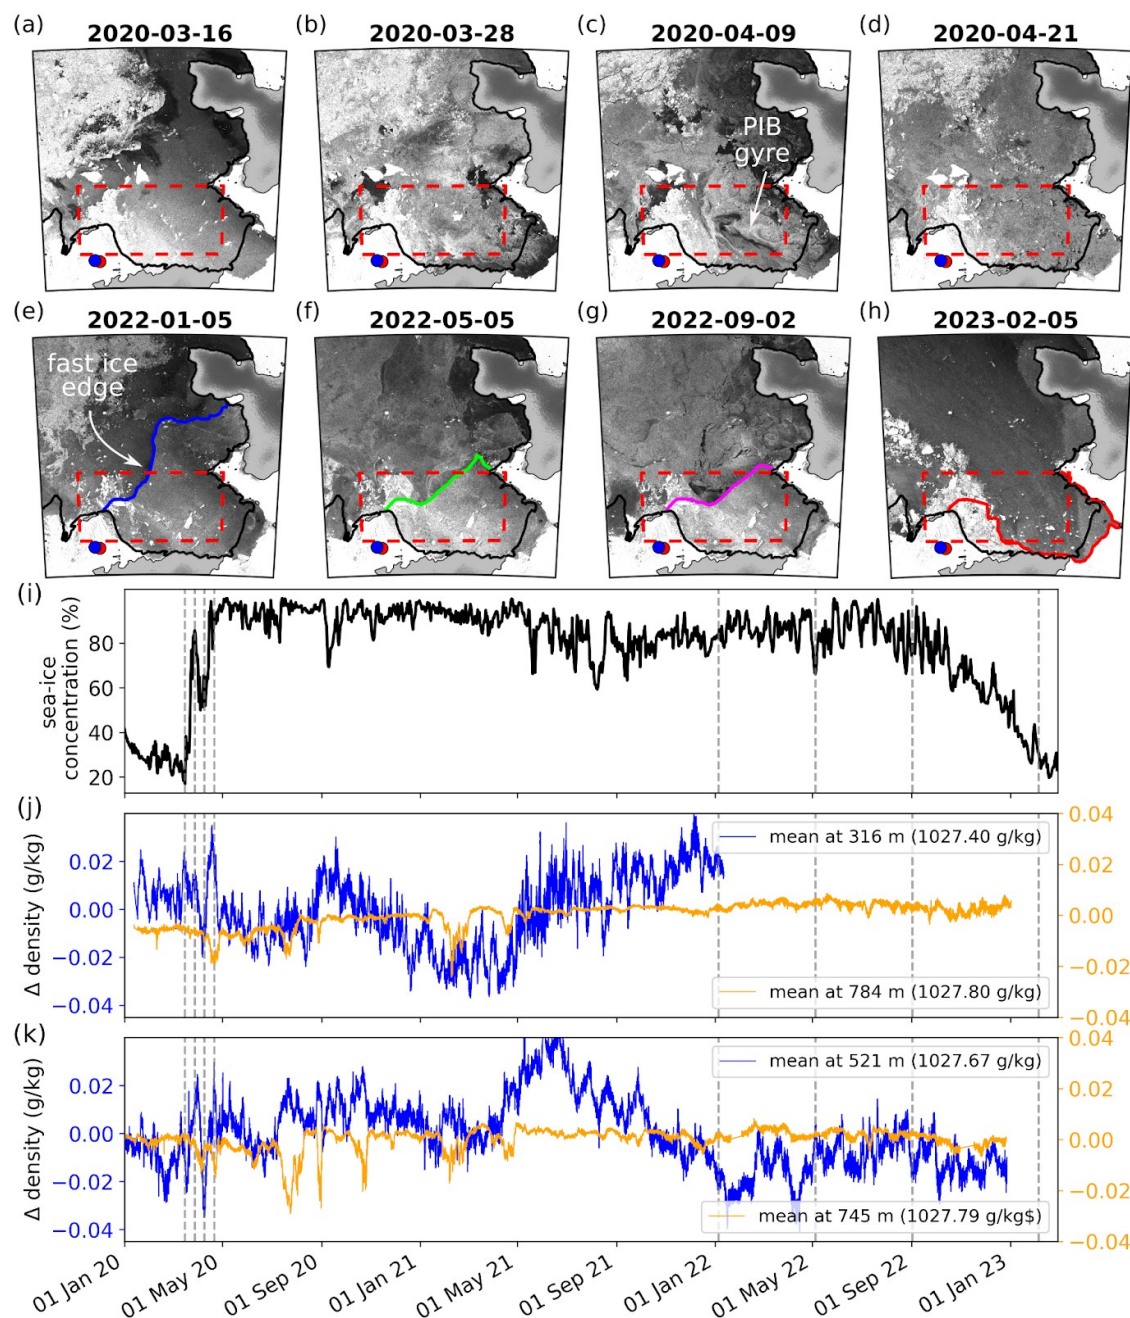 (a) 2020-03-16
(b) 2020-03-28
(c) 2020-04-09
(d) 2020-04-21
PIB
gyre
(e) 2022-01-05
(f) 2022-05-05
(g) 2022-09-02
(h) 2023-02-05
fast ice
edge
(i)
sea-ice
concentration (%)
80
60
40
20
(j)
Δ density (g/kg)
0.02
0.00
−0.02
−0.04
mean at 316 m (1027.40 g/kg)
mean at 784 m (1027.80 g/kg)
0.04
0.02
0.00
−0.02
−0.04
(k)
Δ density (g/kg)
0.02
0.00
−0.02
−0.04
mean at 521 m (1027.67 g/kg)
mean at 745 m (1027.79 g/kg$)
0.04
0.02
0.00
−0.02
−0.04
01 Jan 20
01 May 20
01 Sep 20
01 Jan 21
01 May 21
01 Sep 21
01 Jan 22
01 May 22
01 Sep 22
01 Jan 23